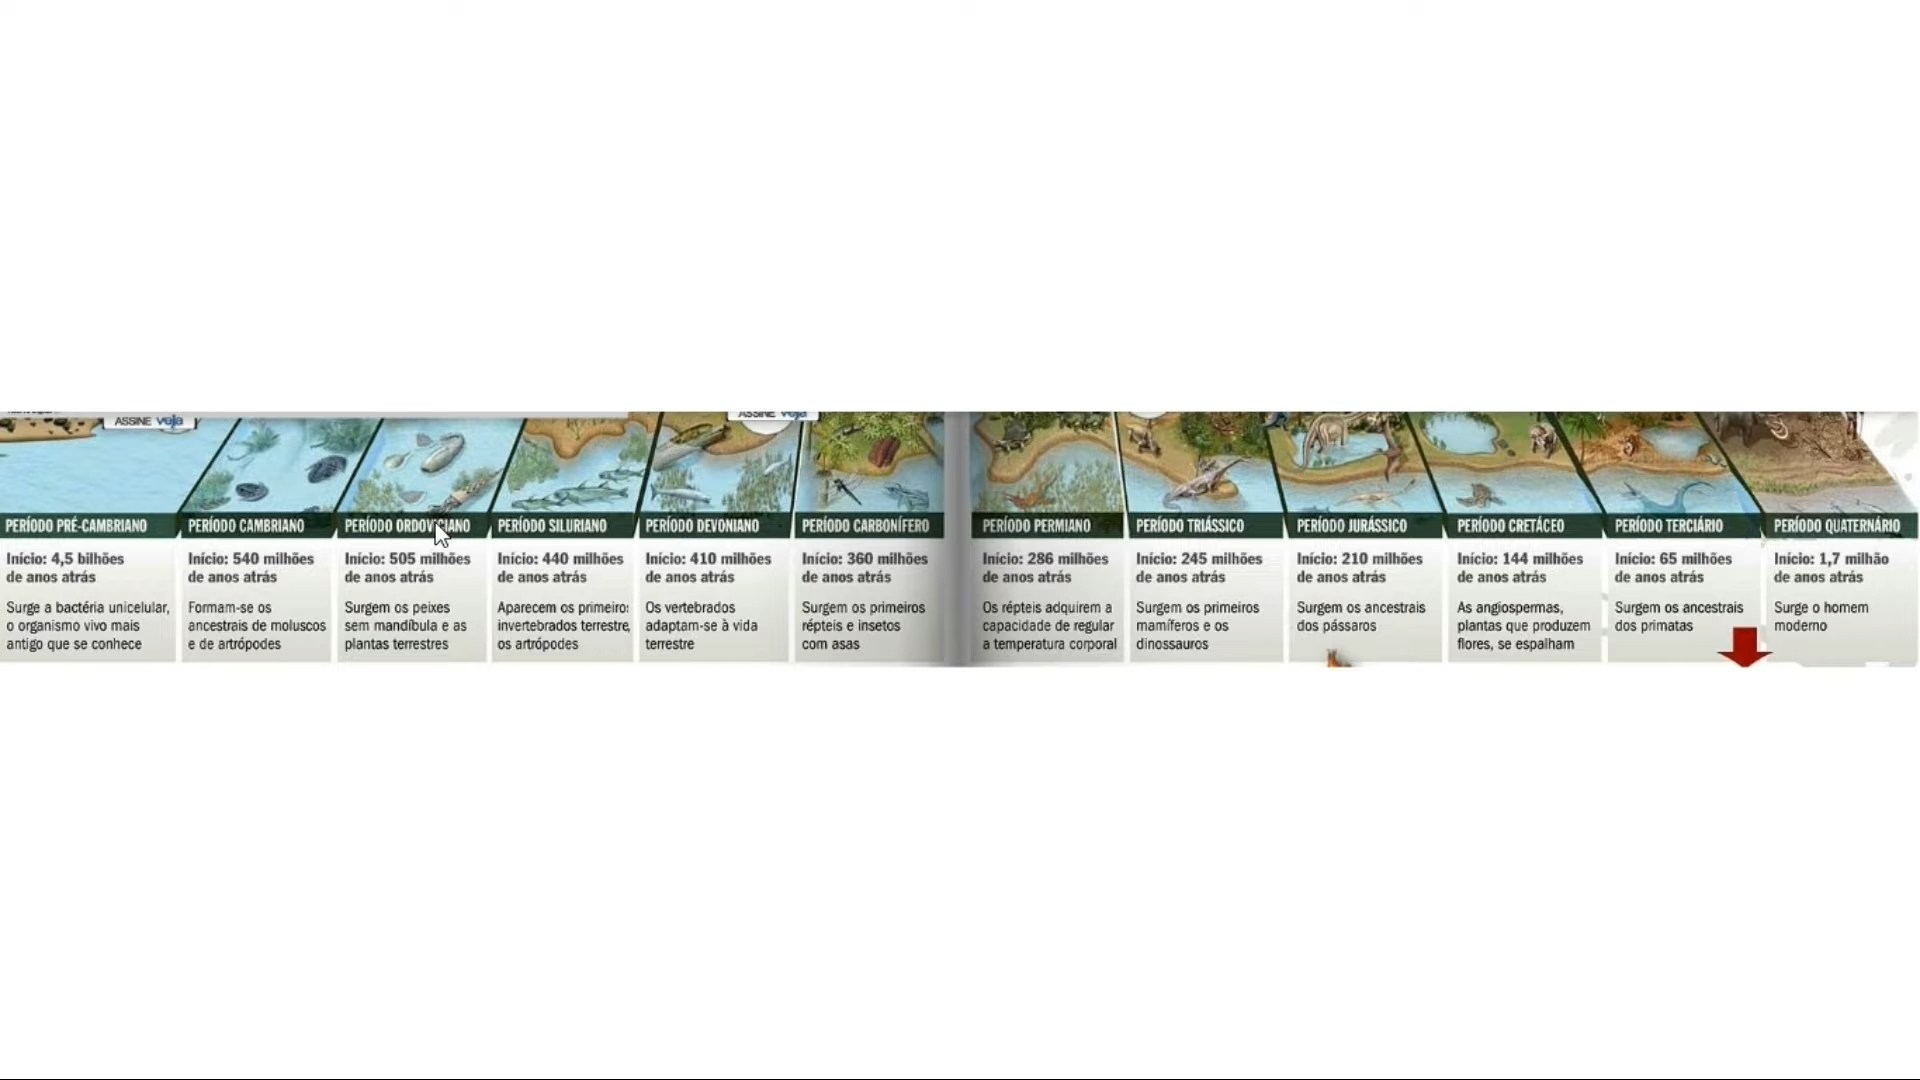 ASSINE veja
ASSINE veja
PERÍODO PRÉ-CAMBRIANO
Início: 4,5 bilhões
de anos atrás
Surge a bactéria unicelular,
o organismo vivo mais
antigo que se conhece
PERÍODO CAMBRIANO
Início: 540 milhões
de anos atrás
Formam-se os
ancestrais de moluscos
e de artrópodes
PERÍODO ORDOVICIANO
Início: 505 milhões
de anos atrás
Surgem os peixes
sem mandíbula e as
plantas terrestres
PERÍODO SILURIANO
Início: 440 milhões
de anos atrás
Aparecem os primeiros
invertebrados terrestre,
os artrópodes
PERÍODO DEVONIANO
Início: 410 milhões
de anos atrás
Os vertebrados
adaptam-se à vida
terrestre
PERÍODO CARBONÍFERO
Início: 360 milhões
de anos atrás
Surgem os primeiros
répteis e insetos
com asas
PERÍODO PERMIANO
Início: 286 milhões
de anos atrás
Os répteis adquirem a
capacidade de regular
a temperatura corporal
PERÍODO TRIÁSSICO
Início: 245 milhões
de anos atrás
Surgem os primeiros
mamíferos e os
dinossauros
PERÍODO JURÁSSICO
Início: 210 milhões
de anos atrás
Surgem os ancestrais
dos pássaros
PERÍODO CRETÁCEO
Início: 144 milhões
de anos atrás
As angiospermas,
plantas que produzem
flores, se espalham
PERÍODO TERCIÁRIO
Início: 65 milhões
de anos atrás
Surgem os ancestrais
dos primatas
PERÍODO QUATERNÁRIO
Início: 1,7 milhão
de anos atrás
Surge o homem
moderno